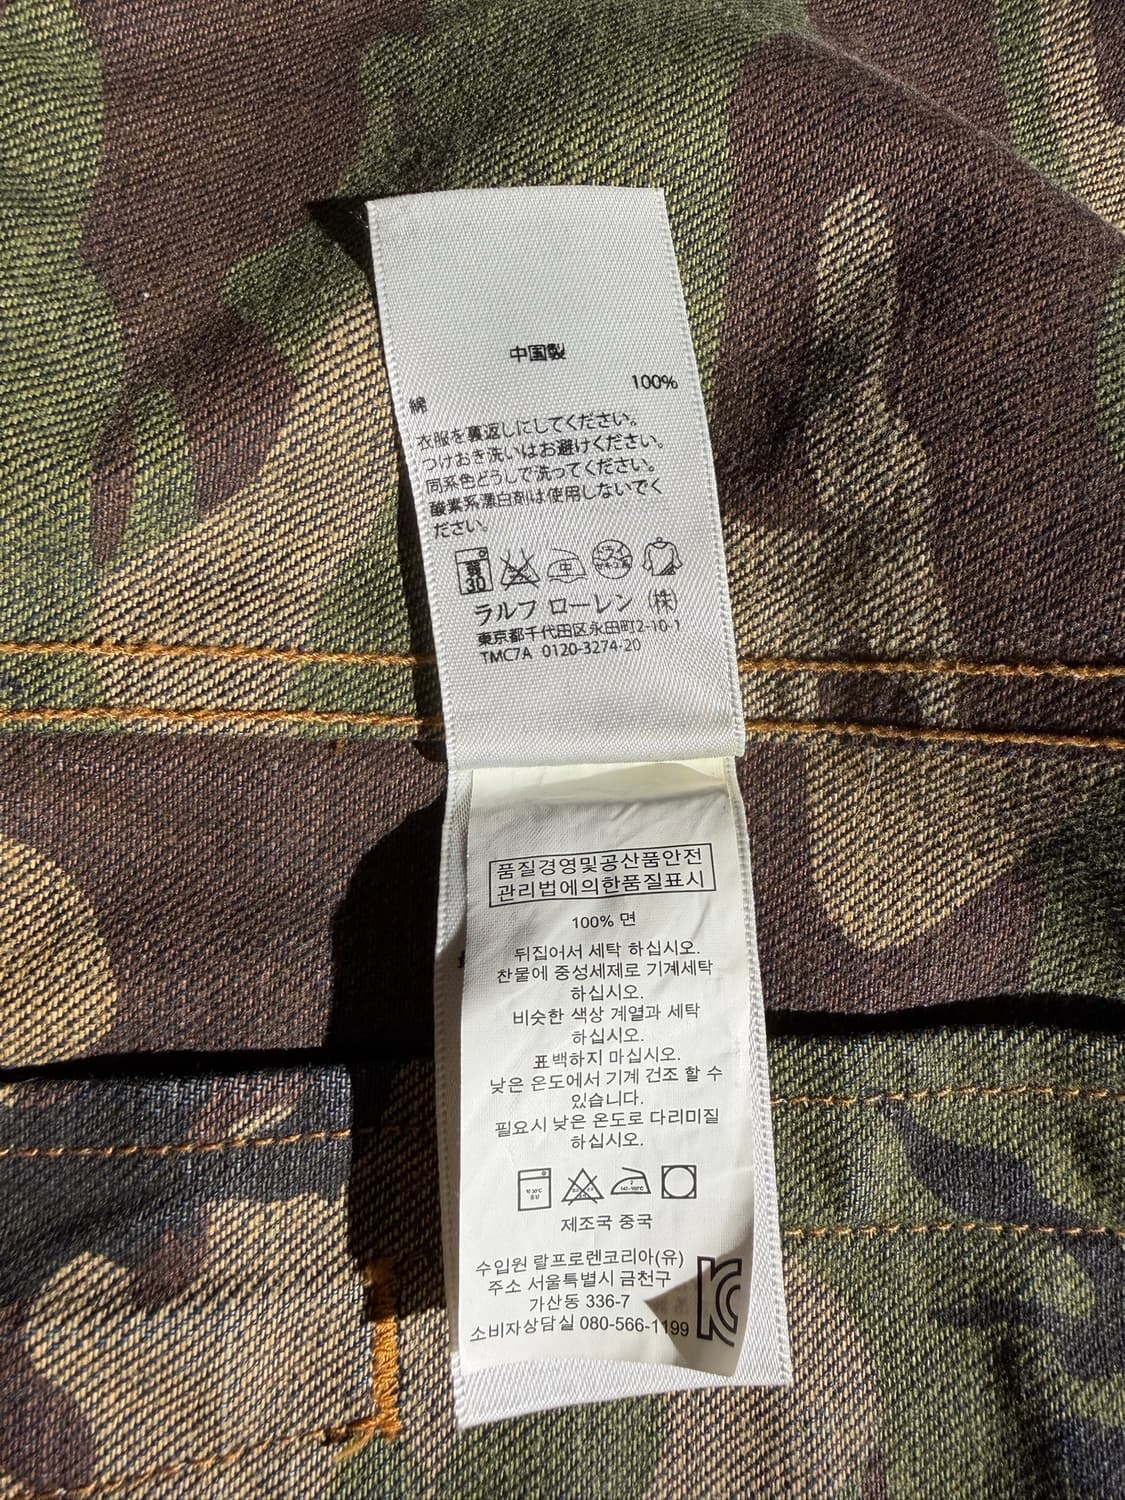 中国製
綿 100%
衣服を裏返しにしてください。
つけおき洗いはお避けください。
同系色どうしで洗ってください。
酸素系漂白剤は使用しないでく
ださい。
30
中
ラルフ ローレン (株)
東京都千代田区永田町2-10-1
TMC7A 0120-3274-20
품질경영및공산품안전
관리법에의한품질표시
100% 면
뒤집어서 세탁 하십시오.
찬물에 중성세제로 기계세탁
하십시오.
비슷한 색상 계열과 세탁
하십시오.
표백하지 마십시오.
낮은 온도에서 기계 건조 할 수
있습니다.
필요시 낮은 온도로 다리미질
하십시오.
제조국 중국
수입원 랄프로렌코리아(유)
주소 서울특별시 금천구
가산동 336-7
소비자상담실 080-566-1199